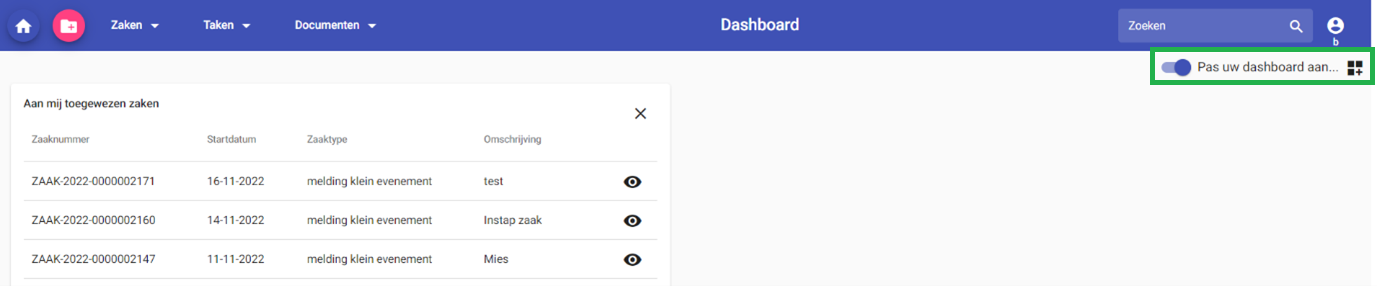 Zaken Taken Documenten Dashboard Zoeken
b
Pas uw dashboard aan...
Aan mij toegewezen zaken
Zaaknummer Startdatum Zaaktype Omschrijving
ZAAK-2022-0000002171 16-11-2022 melding klein evenement test
ZAAK-2022-0000002160 14-11-2022 melding klein evenement Instap zaak
ZAAK-2022-0000002147 11-11-2022 melding klein evenement Mies